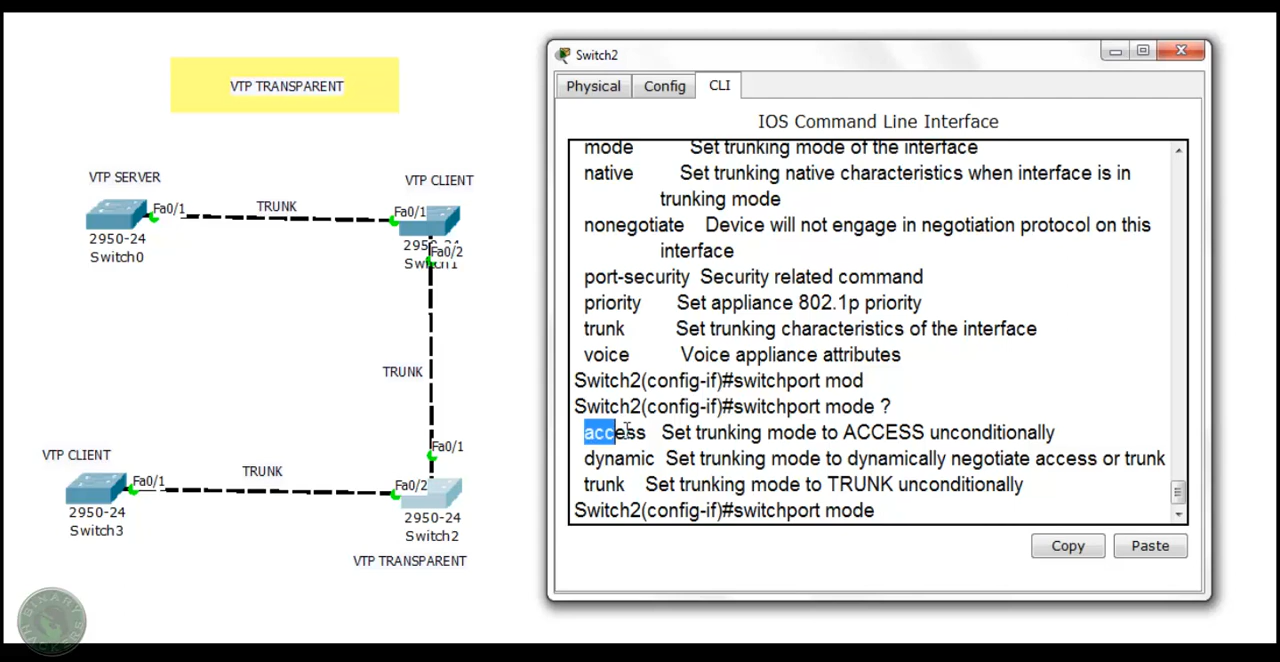 VTP TRANSPARENT
VTP SERVER
Fa0/1
2950-24
Switch0
TRUNK
VTP CLIENT
Fa0/1
Fa0/2
TRUNK
VTP CLIENT
Fa0/1
2950-24
Switch3
TRUNK
Fa0/1
Fa0/2
2950-24
Switch2
VTP TRANSPARENT
BINARY HACKERS
Switch2
Physical
Config
CLI
IOS Command Line Interface
mode Set trunking mode of the interface
native Set trunking native characteristics when interface is in
trunking mode
nonegotiate Device will not engage in negotiation protocol on this
interface
port-security Security related command
priority Set appliance 802.1p priority
trunk Set trunking characteristics of the interface
voice Voice appliance attributes
Switch2(config-if)#switchport mod
Switch2(config-if)#switchport mode ?
access Set trunking mode to ACCESS unconditionally
dynamic Set trunking mode to dynamically negotiate access or trunk
trunk Set trunking mode to TRUNK unconditionally
Switch2(config-if)#switchport mode
Copy
Paste